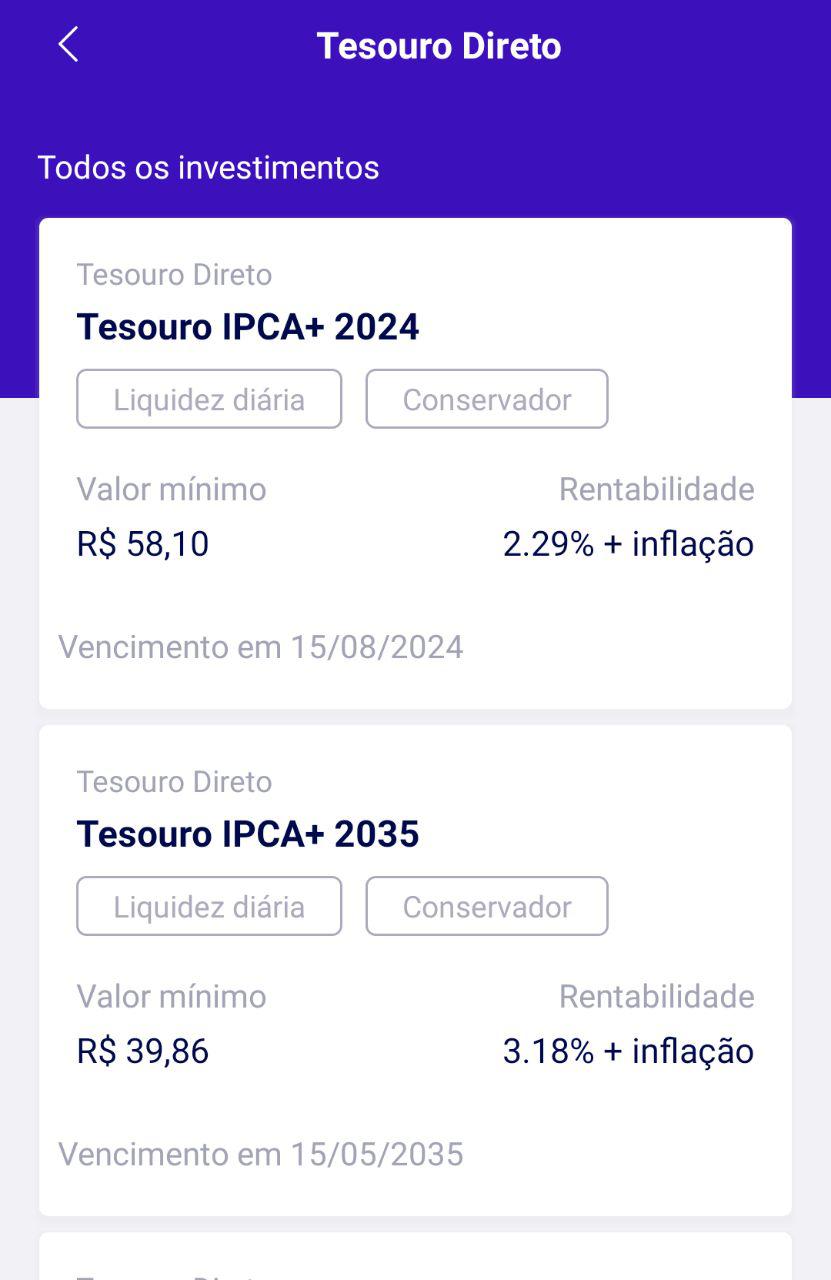 Tesouro Direto
Todos os investimentos
Tesouro Direto
Tesouro IPCA+ 2024
Liquidez diária Conservador
Valor mínimo Rentabilidade
R$ 58,10 2.29% + inflação
Vencimento em 15/08/2024
Tesouro Direto
Tesouro IPCA+ 2035
Liquidez diária Conservador
Valor mínimo Rentabilidade
R$ 39,86 3.18% + inflação
Vencimento em 15/05/2035